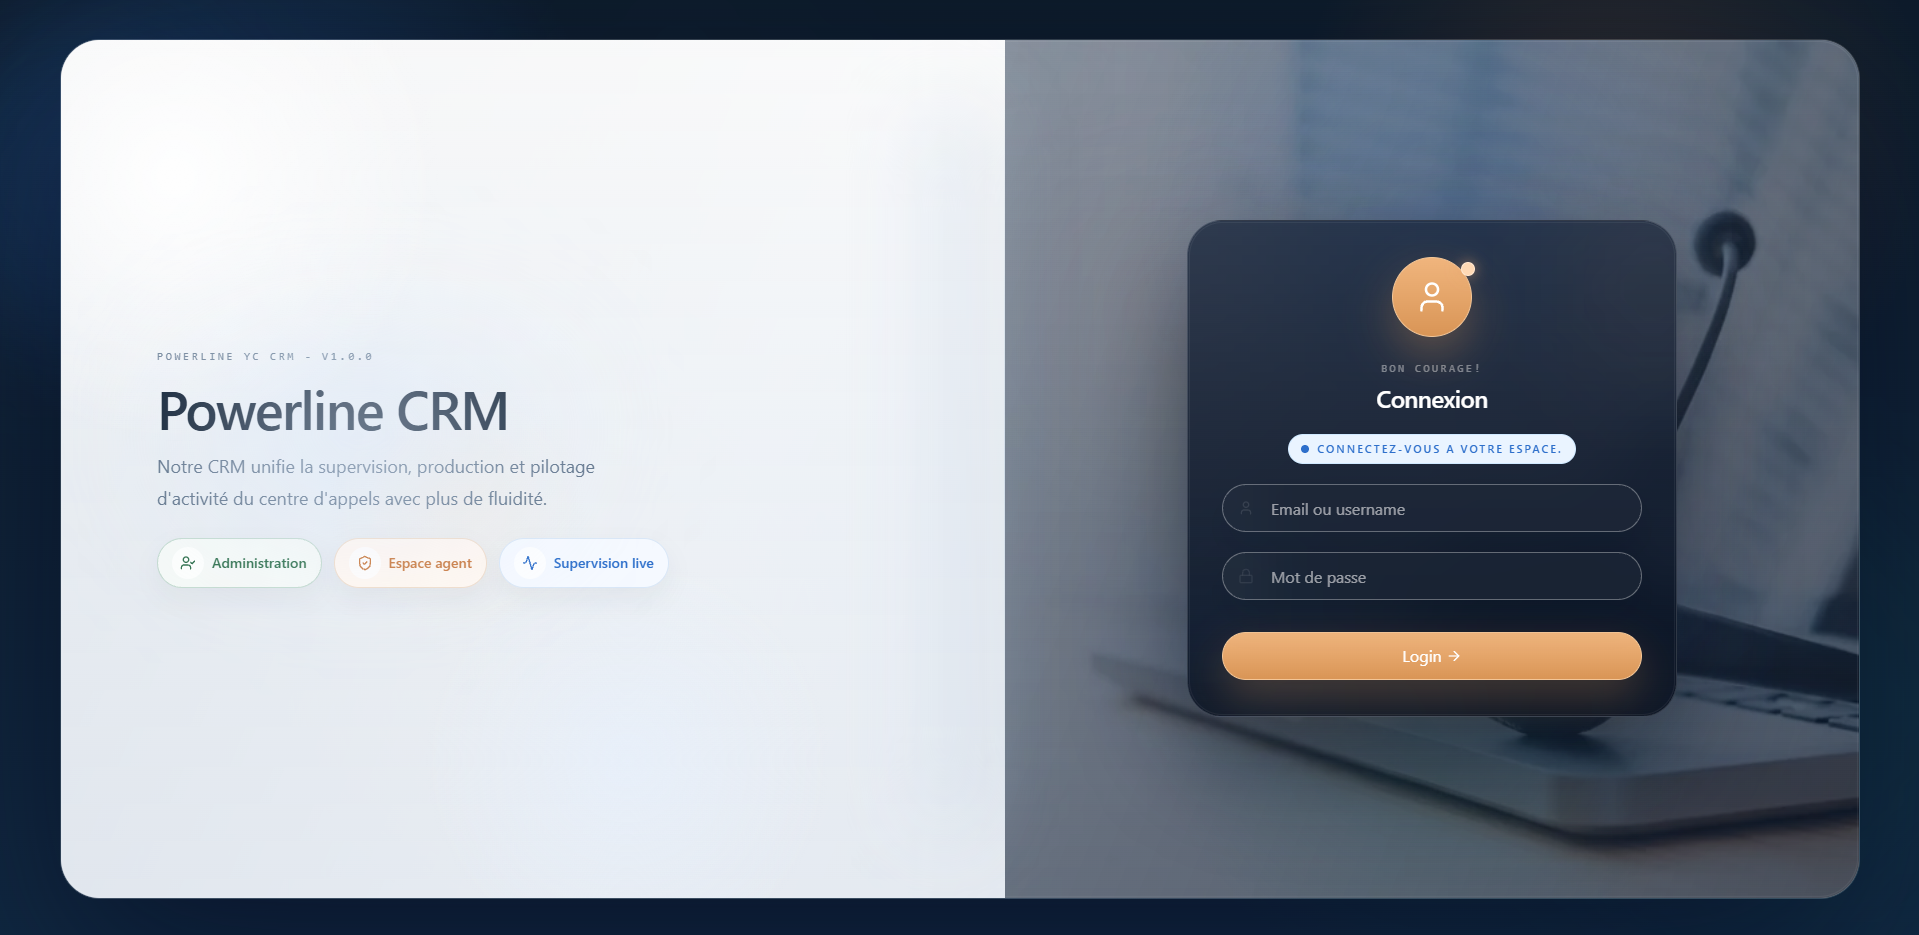 POWERLINE YC CRM - V1.0.0
Powerline CRM
Notre CRM unifie la supervision, production et pilotage
d'activité du centre d'appels avec plus de fluidité.
Administration
Espace agent
Supervision live
BON COURAGE!
Connexion
CONNECTEZ-VOUS A VOTRE ESPACE.
Email ou username
Mot de passe
Login